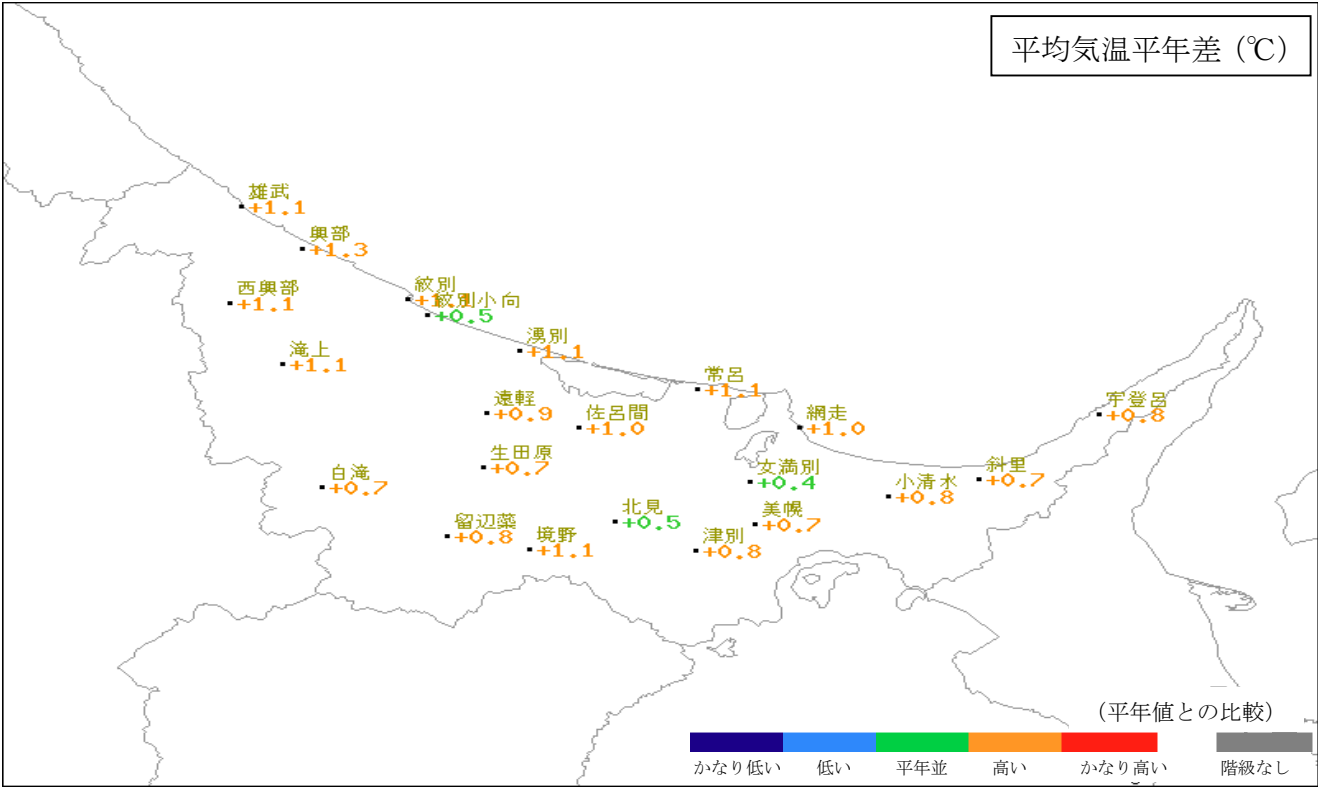 平均気温平年差（℃）
雄武
+1.1
興部
+1.3
西興部
+1.1
紋別
紋別小向
+0.5
滝上
+1.1
湧別
+1.1
常呂
+1.1
遠軽
+0.9
佐呂間
+1.0
網走
+1.0
宇登呂
+0.8
生田原
+0.7
白滝
+0.7
女満別
+0.4
小清水
+0.8
斜里
+0.7
北見
+0.5
美幌
+0.7
留辺蘂
+0.8
境野
+1.1
津別
+0.8
（平年値との比較）
かなり低い 低い 平年並 高い かなり高い 階級なし